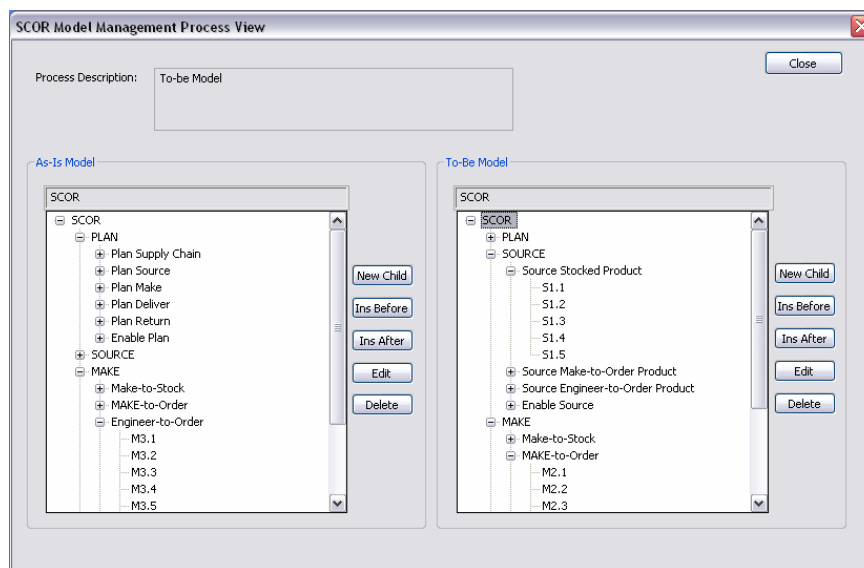 SCOR Model Management Process View
Close
Process Description:
To-be Model
As-Is Model
SCOR
SCOR
PLAN
Plan Supply Chain
Plan Source
Plan Make
Plan Deliver
Plan Return
Enable Plan
SOURCE
MAKE
Make-to-Stock
MAKE-to-Order
Engineer-to-Order
M3.1
M3.2
M3.3
M3.4
M3.5
New Child
Ins Before
Ins After
Edit
Delete
To-Be Model
SCOR
SCOR
PLAN
SOURCE
Source Stocked Product
S1.1
S1.2
S1.3
S1.4
S1.5
Source Make-to-Order Product
Source Engineer-to-Order Product
Enable Source
MAKE
Make-to-Stock
MAKE-to-Order
M2.1
M2.2
M2.3
New Child
Ins Before
Ins After
Edit
Delete